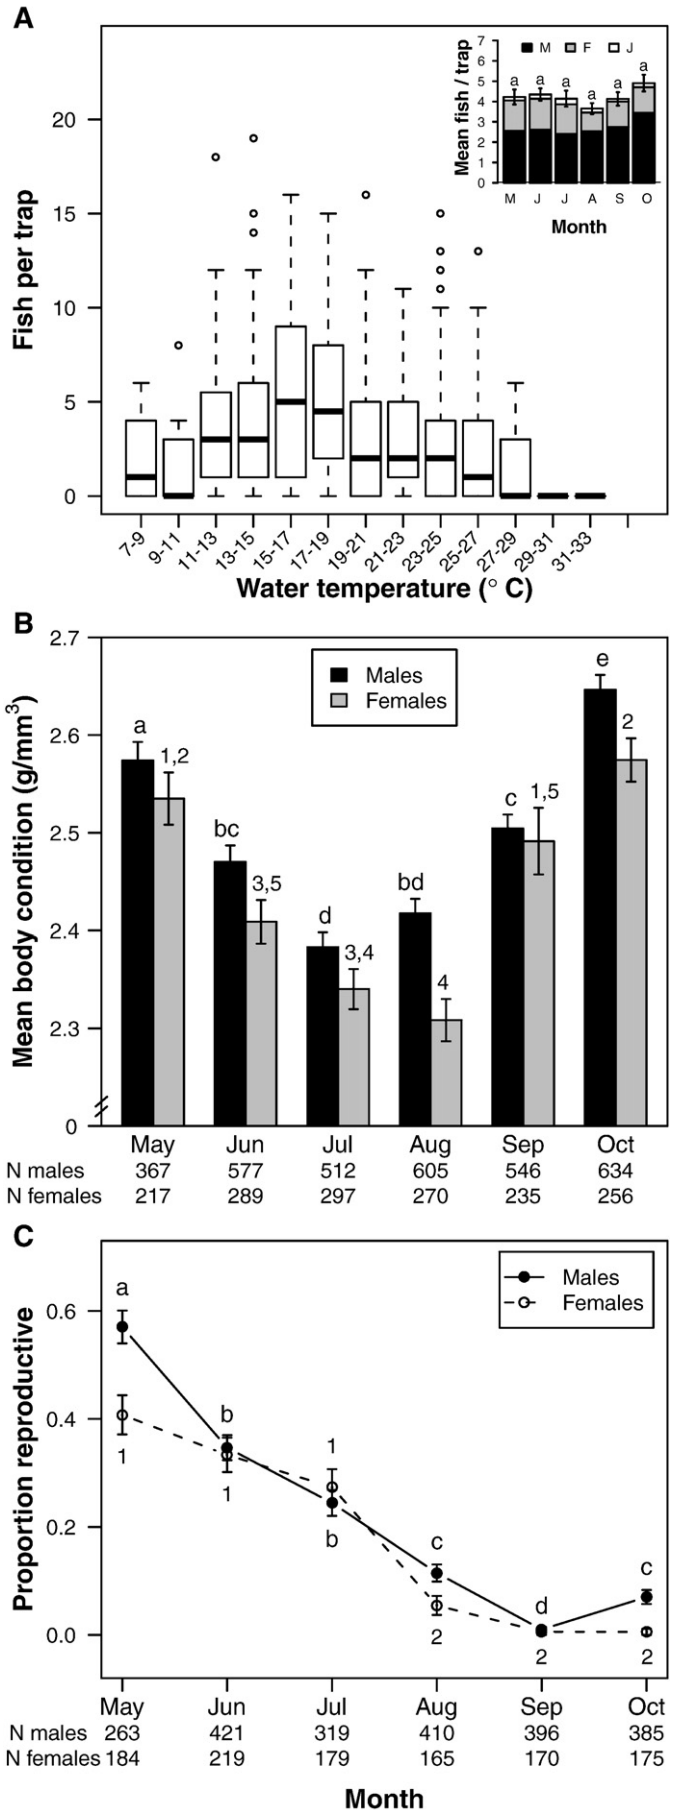 A
20
15
10
5
0
Fish per trap
7-9
9-11
11-13
13-15
15-17
17-19
19-21
21-23
23-25
25-27
27-29
29-31
31-33
Water temperature (° C)
M F J
7
6
5
4
3
2
1
0
Mean fish / trap
a a a a a a
M J J A S O
Month
B
2.7
2.6
2.5
2.4
2.3
0
Mean body condition (g/mm³)
Males
Females
a 1,2
bc 3,5
d 3,4
bd 4
c 1,5
e 2
May Jun Jul Aug Sep Oct
N males 367 577 512 605 546 634
N females 217 289 297 270 235 256
C
0.6
0.4
0.2
0.0
Proportion reproductive
Males
Females
a 1
b 1
1 b
c 2
d 2
c 2
May Jun Jul Aug Sep Oct
N males 263 421 319 410 396 385
N females 184 219 179 165 170 175
Month